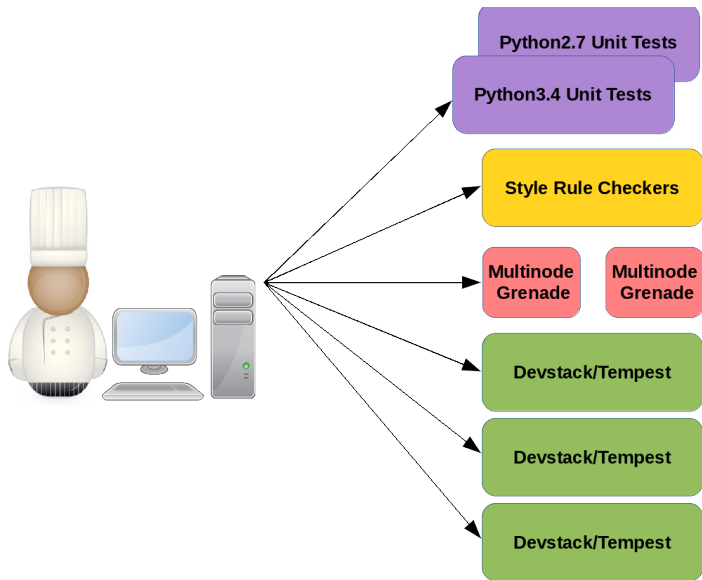 Python2.7 Unit Tests
Python3.4 Unit Tests
Style Rule Checkers
Multinode
Grenade
Multinode
Grenade
Devstack/Tempest
Devstack/Tempest
Devstack/Tempest